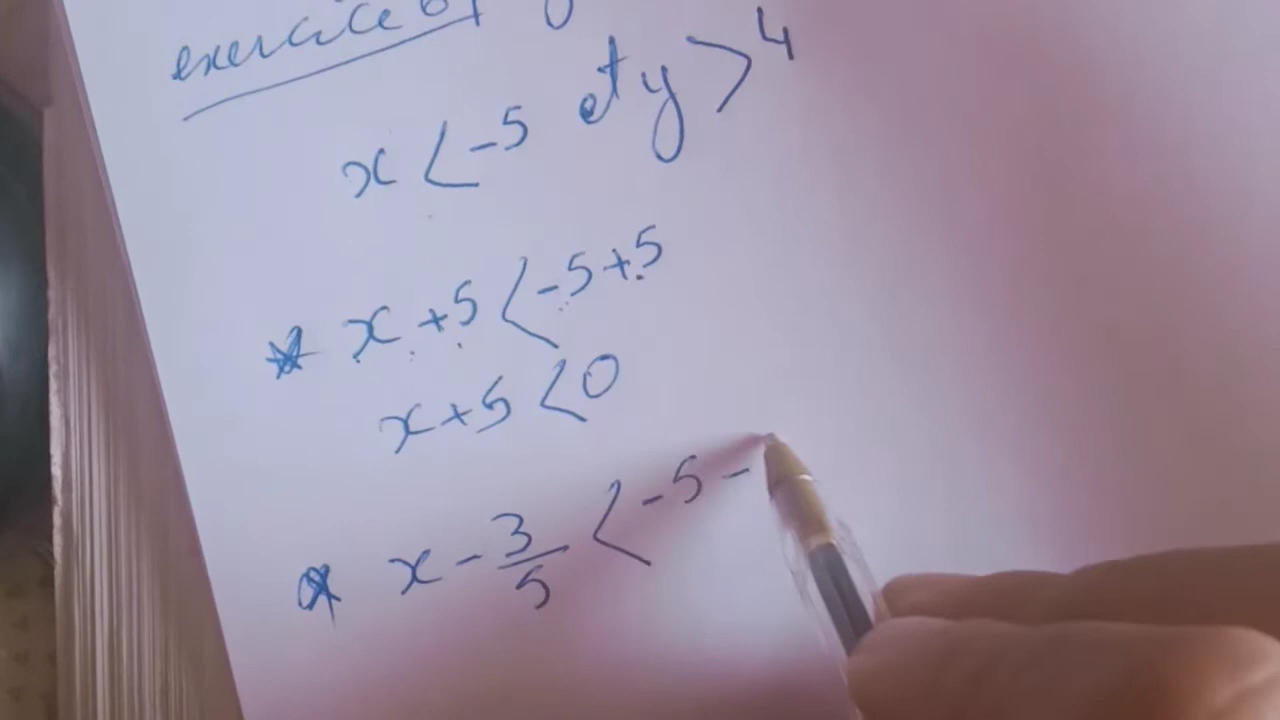 exercice
x < -5 et y > 4
* x + 5 < -5 + 5
x + 5 < 0
* x - 3/5 < -5 -